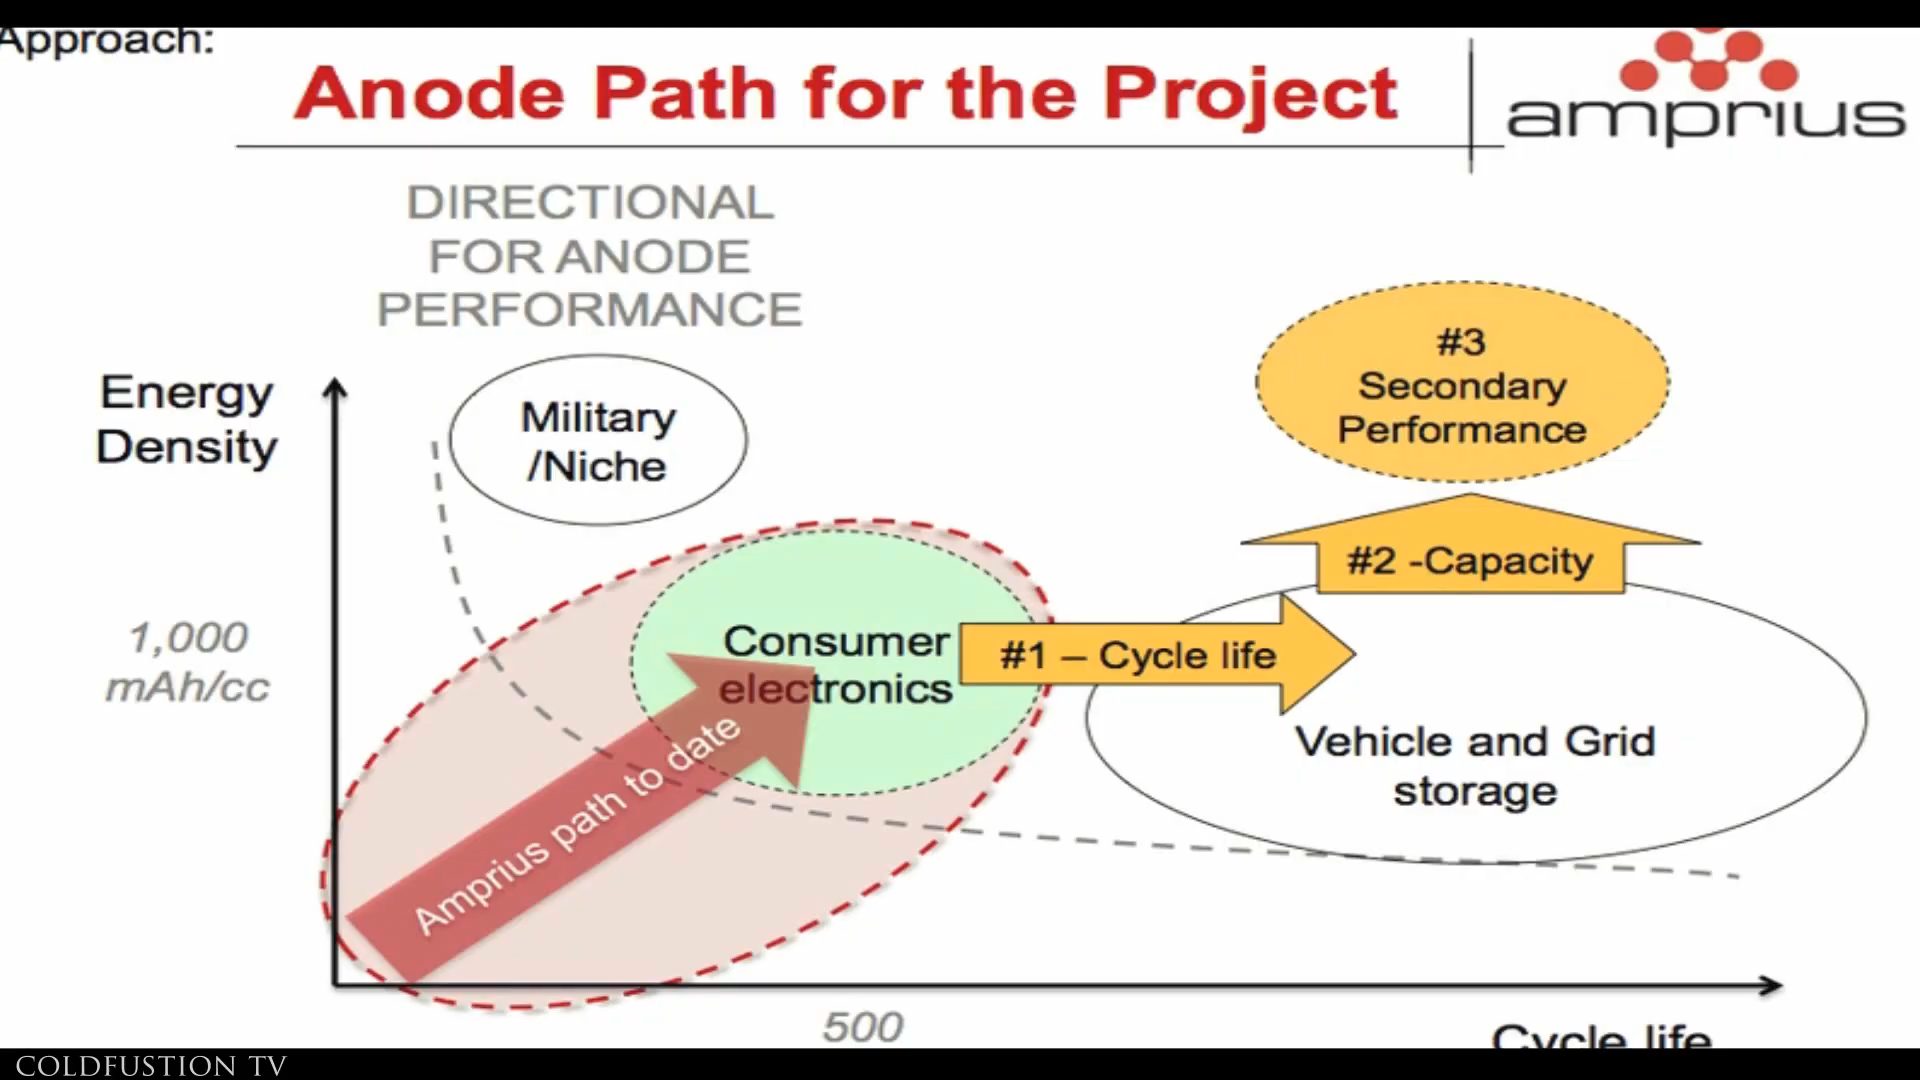 Approach:
Anode Path for the Project
amprius
DIRECTIONAL
FOR ANODE
PERFORMANCE
Energy
Density
Military
/Niche
#3
Secondary
Performance
#2 -Capacity
1,000
mAh/cc
Consumer
electronics
#1 – Cycle life
Amprius path to date
Vehicle and Grid
storage
500
Cycle life
COLDFUSTION TV